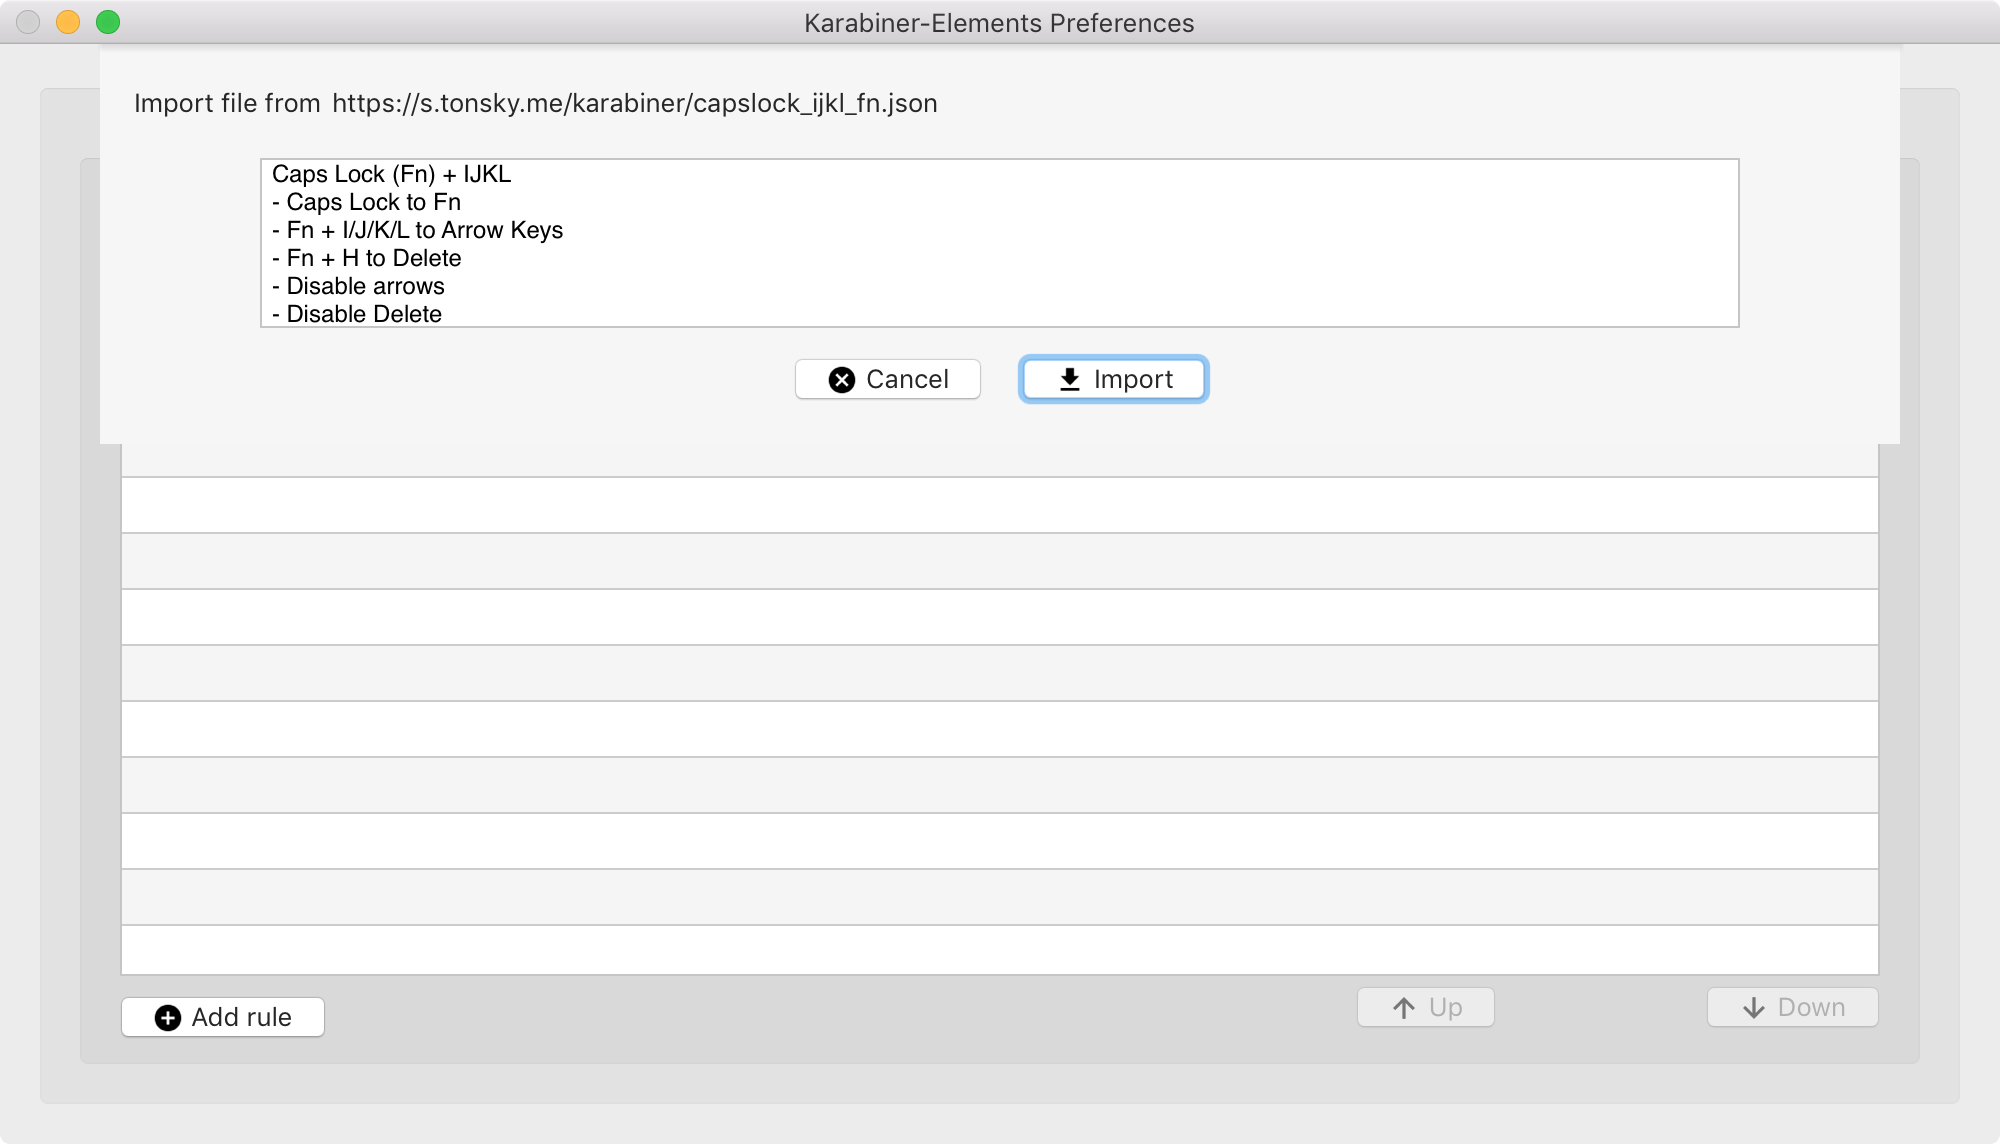 Karabiner-Elements Preferences
Import file from https://s.tonsky.me/karabiner/capslock_ijkl_fn.json
Caps Lock (Fn) + IJKL
- Caps Lock to Fn
- Fn + I/J/K/L to Arrow Keys
- Fn + H to Delete
- Disable arrows
- Disable Delete
Cancel Import
Add rule Up Down